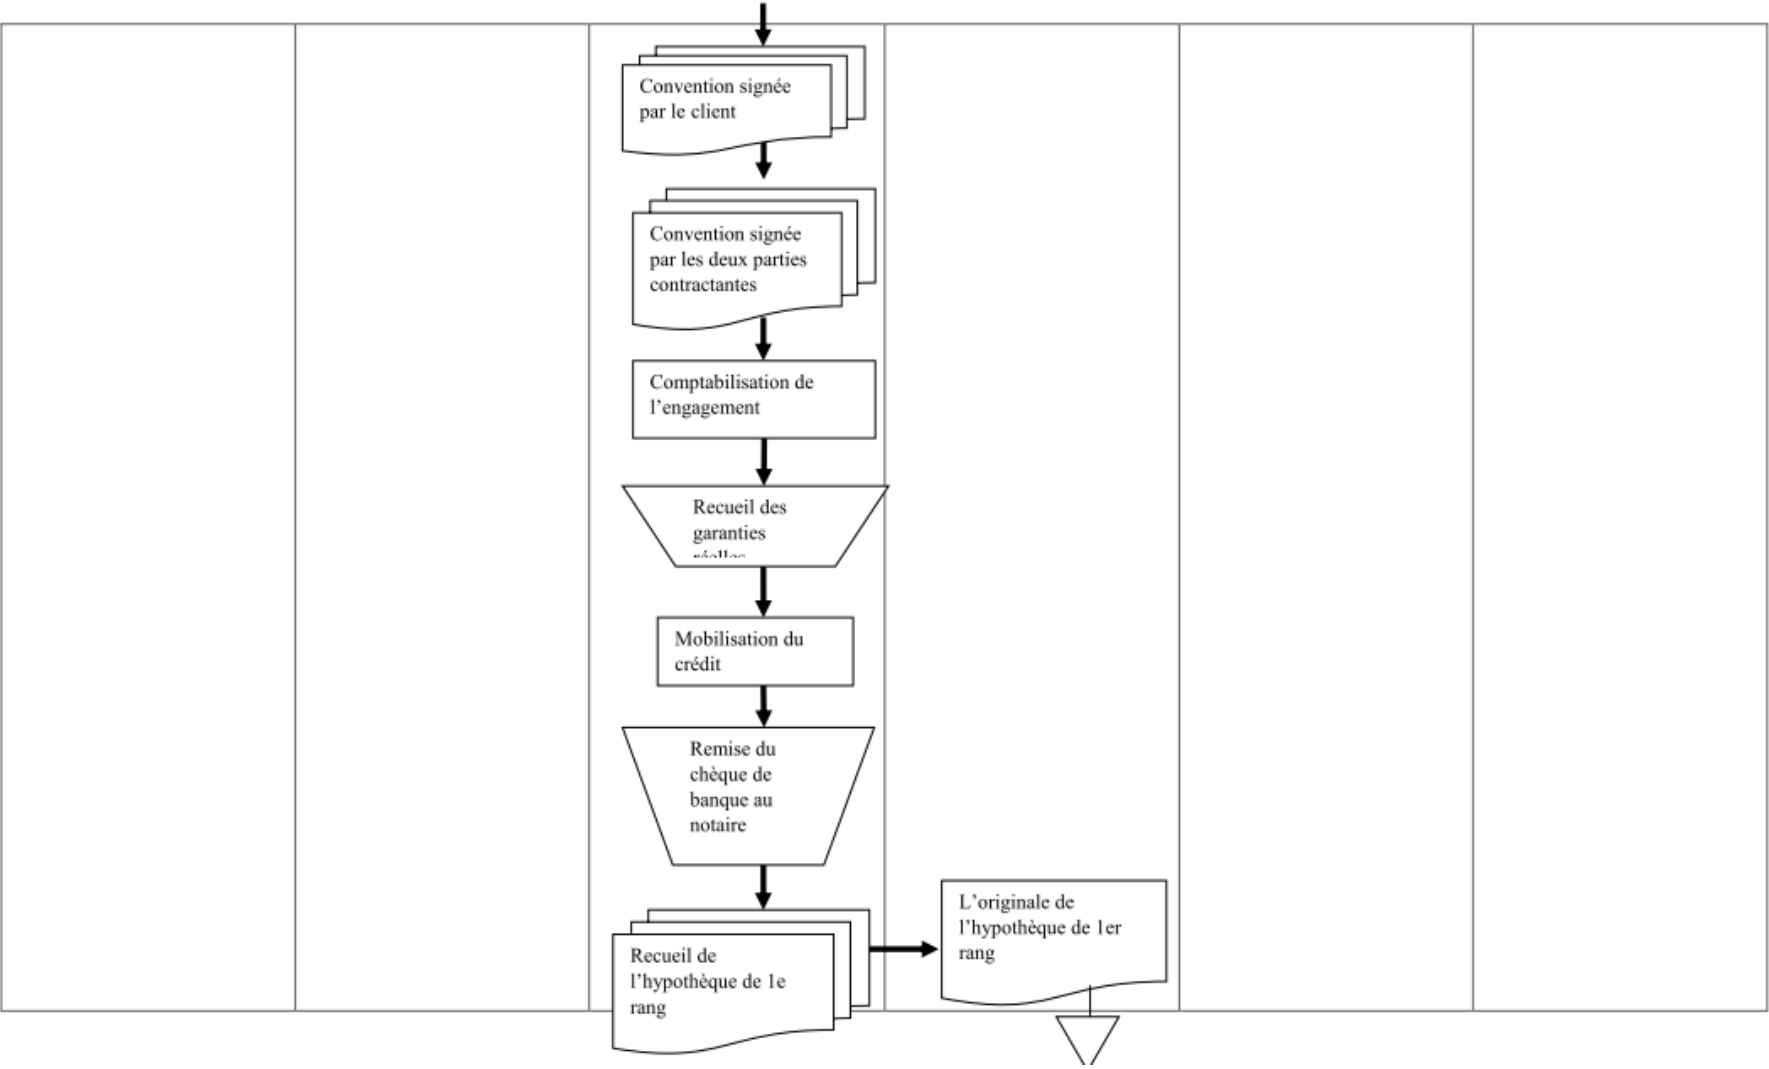 Convention signée
par le client
Convention signée
par les deux parties
contractantes
Comptabilisation de
l’engagement
Recueil des
garanties
réelles
Mobilisation du
crédit
Remise du
chèque de
banque au
notaire
Recueil de
l’hypothèque de 1e
rang
L’originale de
l’hypothèque de 1er
rang